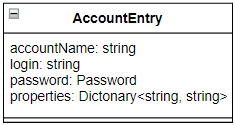 AccountEntry
accountName: string
login: string
password: Password
properties: Dictonary<string, string>